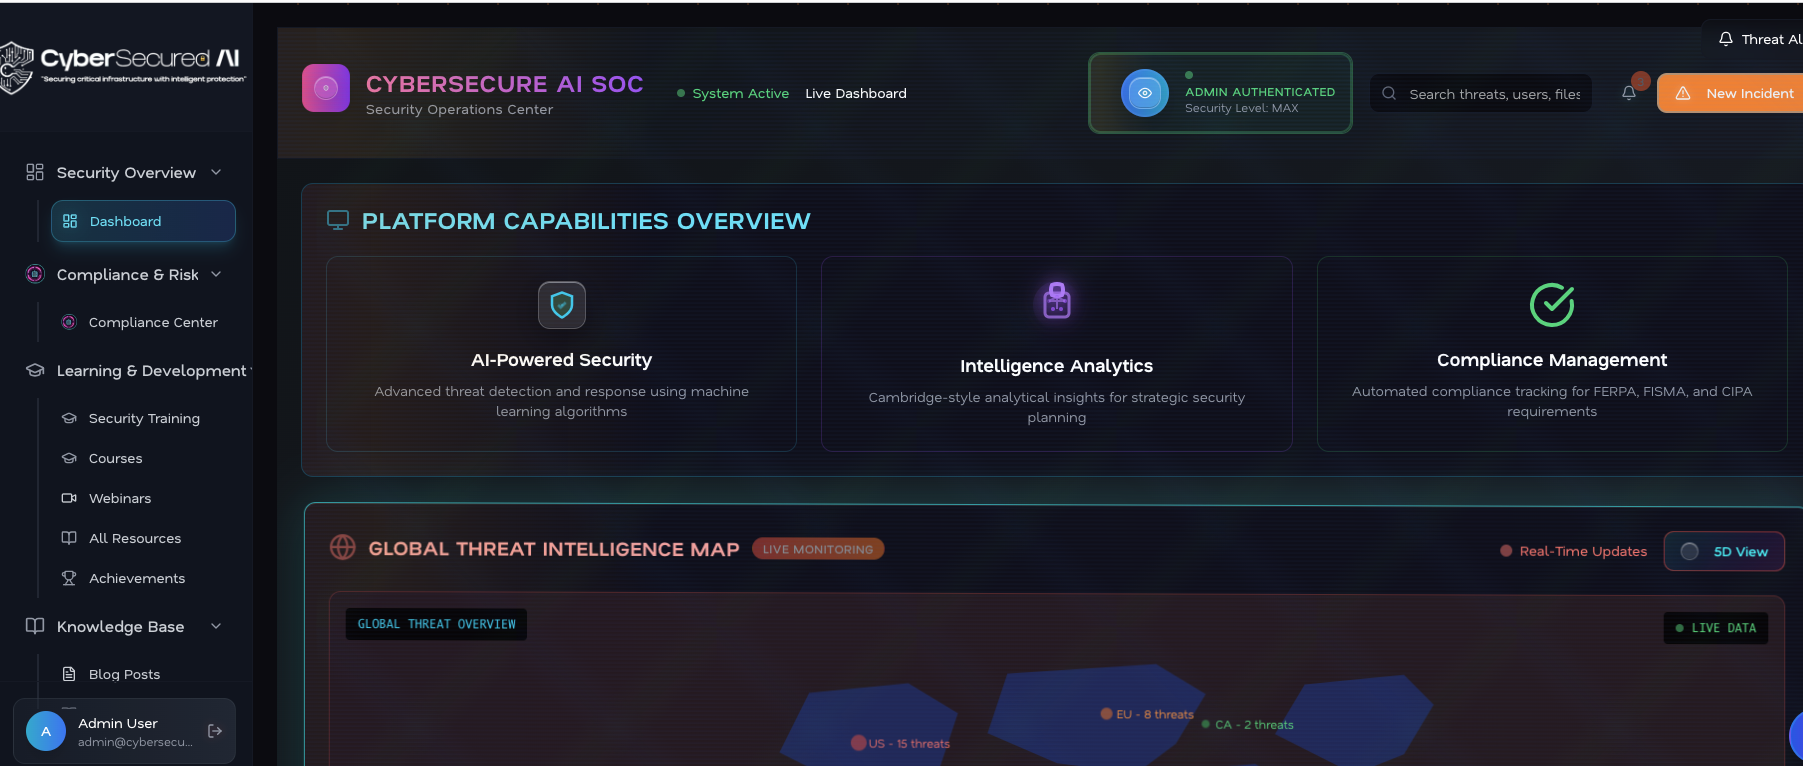 CyberSecured AI
"Securing critical infrastructure with intelligent protection"
Security Overview
Dashboard
Compliance & Risk
Compliance Center
Learning & Development
Security Training
Courses
Webinars
All Resources
Achievements
Knowledge Base
Blog Posts
A
Admin User
admin@cybersecu...
Threat Al
CYBERSECURE AI SOC
Security Operations Center
System Active
Live Dashboard
ADMIN AUTHENTICATED
Security Level: MAX
Search threats, users, files
New Incident
PLATFORM CAPABILITIES OVERVIEW
AI-Powered Security
Advanced threat detection and response using machine
learning algorithms
Intelligence Analytics
Cambridge-style analytical insights for strategic security
planning
Compliance Management
Automated compliance tracking for FERPA, FISMA, and CIPA
requirements
GLOBAL THREAT INTELLIGENCE MAP
LIVE MONITORING
Real-Time Updates
5D View
GLOBAL THREAT OVERVIEW
LIVE DATA
EU - 8 threats
CA - 2 threats
US - 15 threats